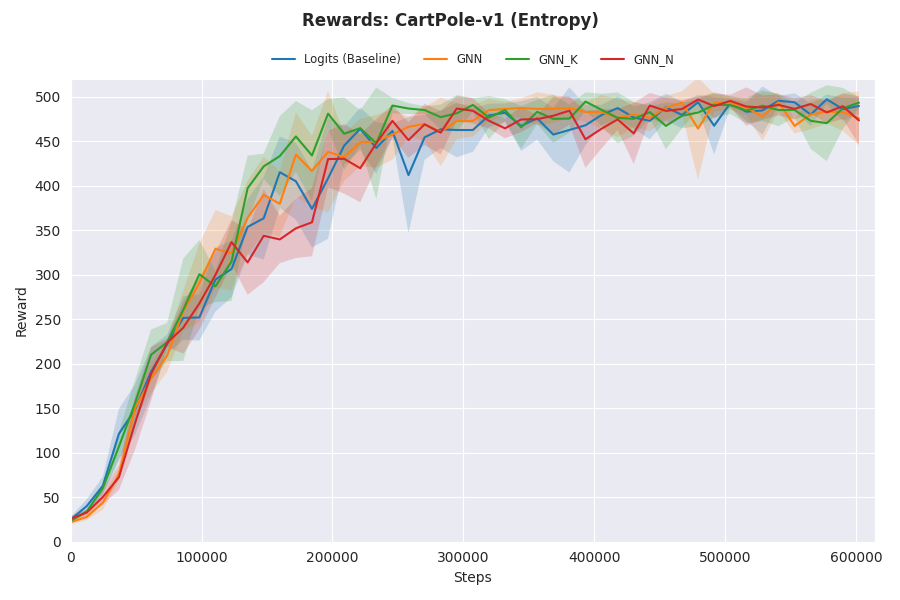 Rewards: CartPole-v1 (Entropy)
Logits (Baseline) GNN GNN_K GNN_N
500
450
400
350
300
250
200
150
100
50
0
Reward
0 100000 200000 300000 400000 500000 600000
Steps